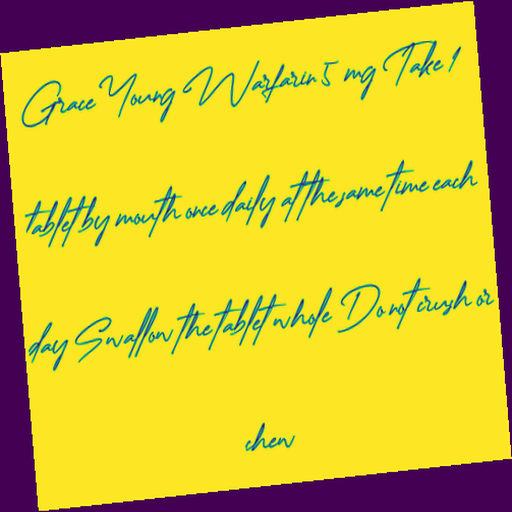 Grace Young Warfarin 5 mg Take 1
tablet by mouth once daily at the same time each
day Swallow the tablet whole Do not crush or
chew